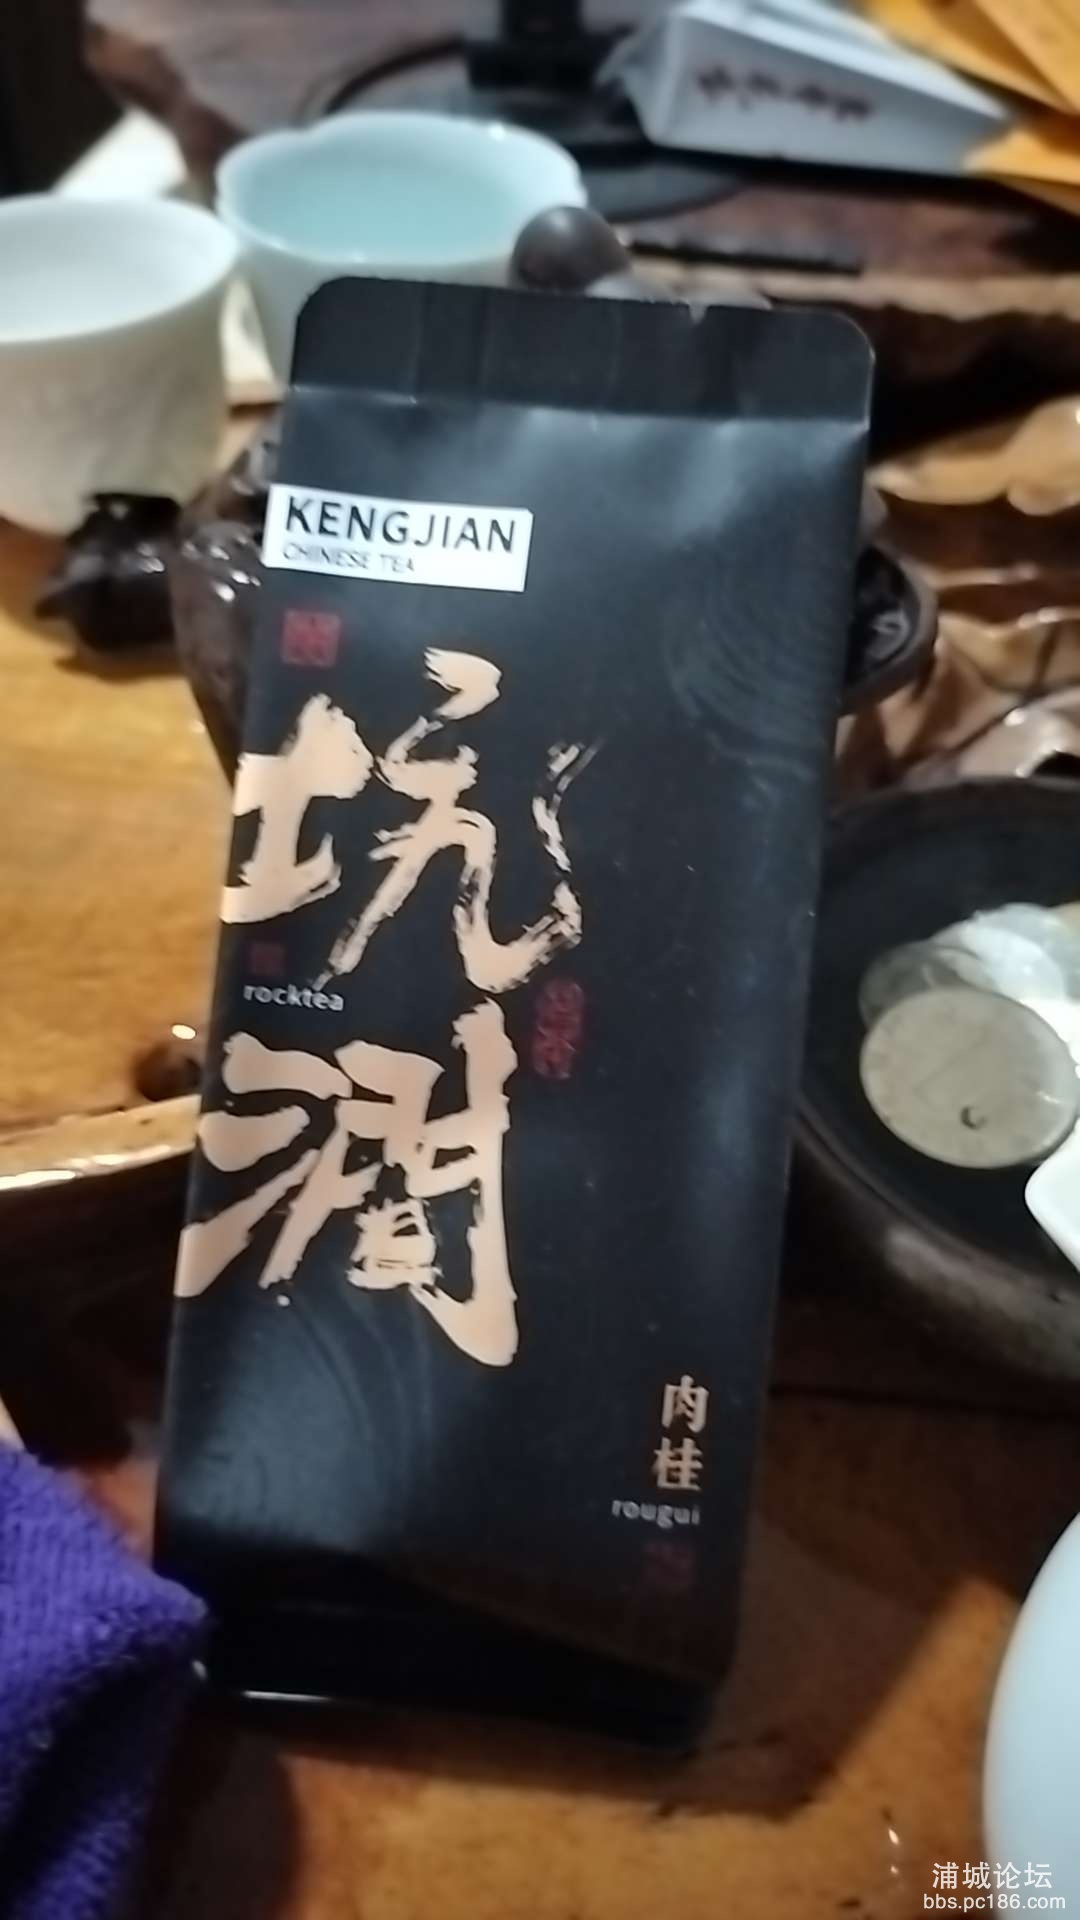 KENGJIAN
CHINESE TEA
坑涧
rocktea
肉桂
rougui
浦城论坛
bbs.pc186.com